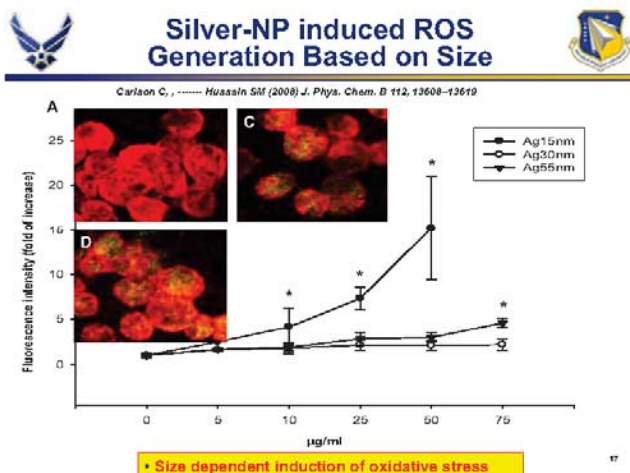 Silver-NP induced ROS
Generation Based on Size
Carlson C, , ------- Hussain SM (2008) J. Phys. Chem. B 112, 13608–13619
A
C
D
Ag15nm
Ag30nm
Ag55nm
*
*
*
*
Fluorescence intensity (fold of increase)
25
20
15
10
5
0
0 5 10 25 50 75
µg/ml
• Size dependent induction of oxidative stress
17